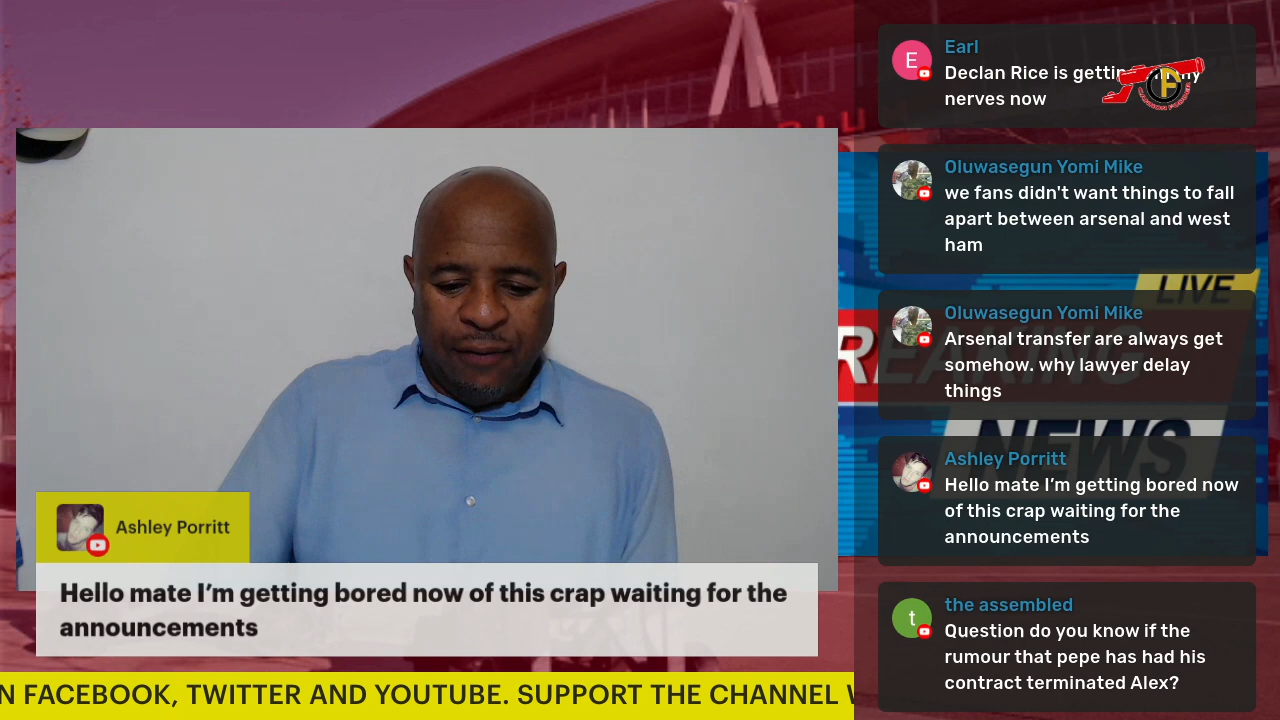 Earl
Declan Rice is getting my
nerves now
Oluwasegun Yomi Mike
we fans didn't want things to fall
apart between arsenal and west
ham
LIVE
Oluwasegun Yomi Mike
Arsenal transfer are always get
somehow. why lawyer delay
things
BREAKING
NEWS
Ashley Porritt
Hello mate I’m getting bored now
of this crap waiting for the
announcements
the assembled
Question do you know if the
rumour that pepe has had his
contract terminated Alex?
Ashley Porritt
Hello mate I’m getting bored now of this crap waiting for the
announcements
N FACEBOOK, TWITTER AND YOUTUBE. SUPPORT THE CHANNEL